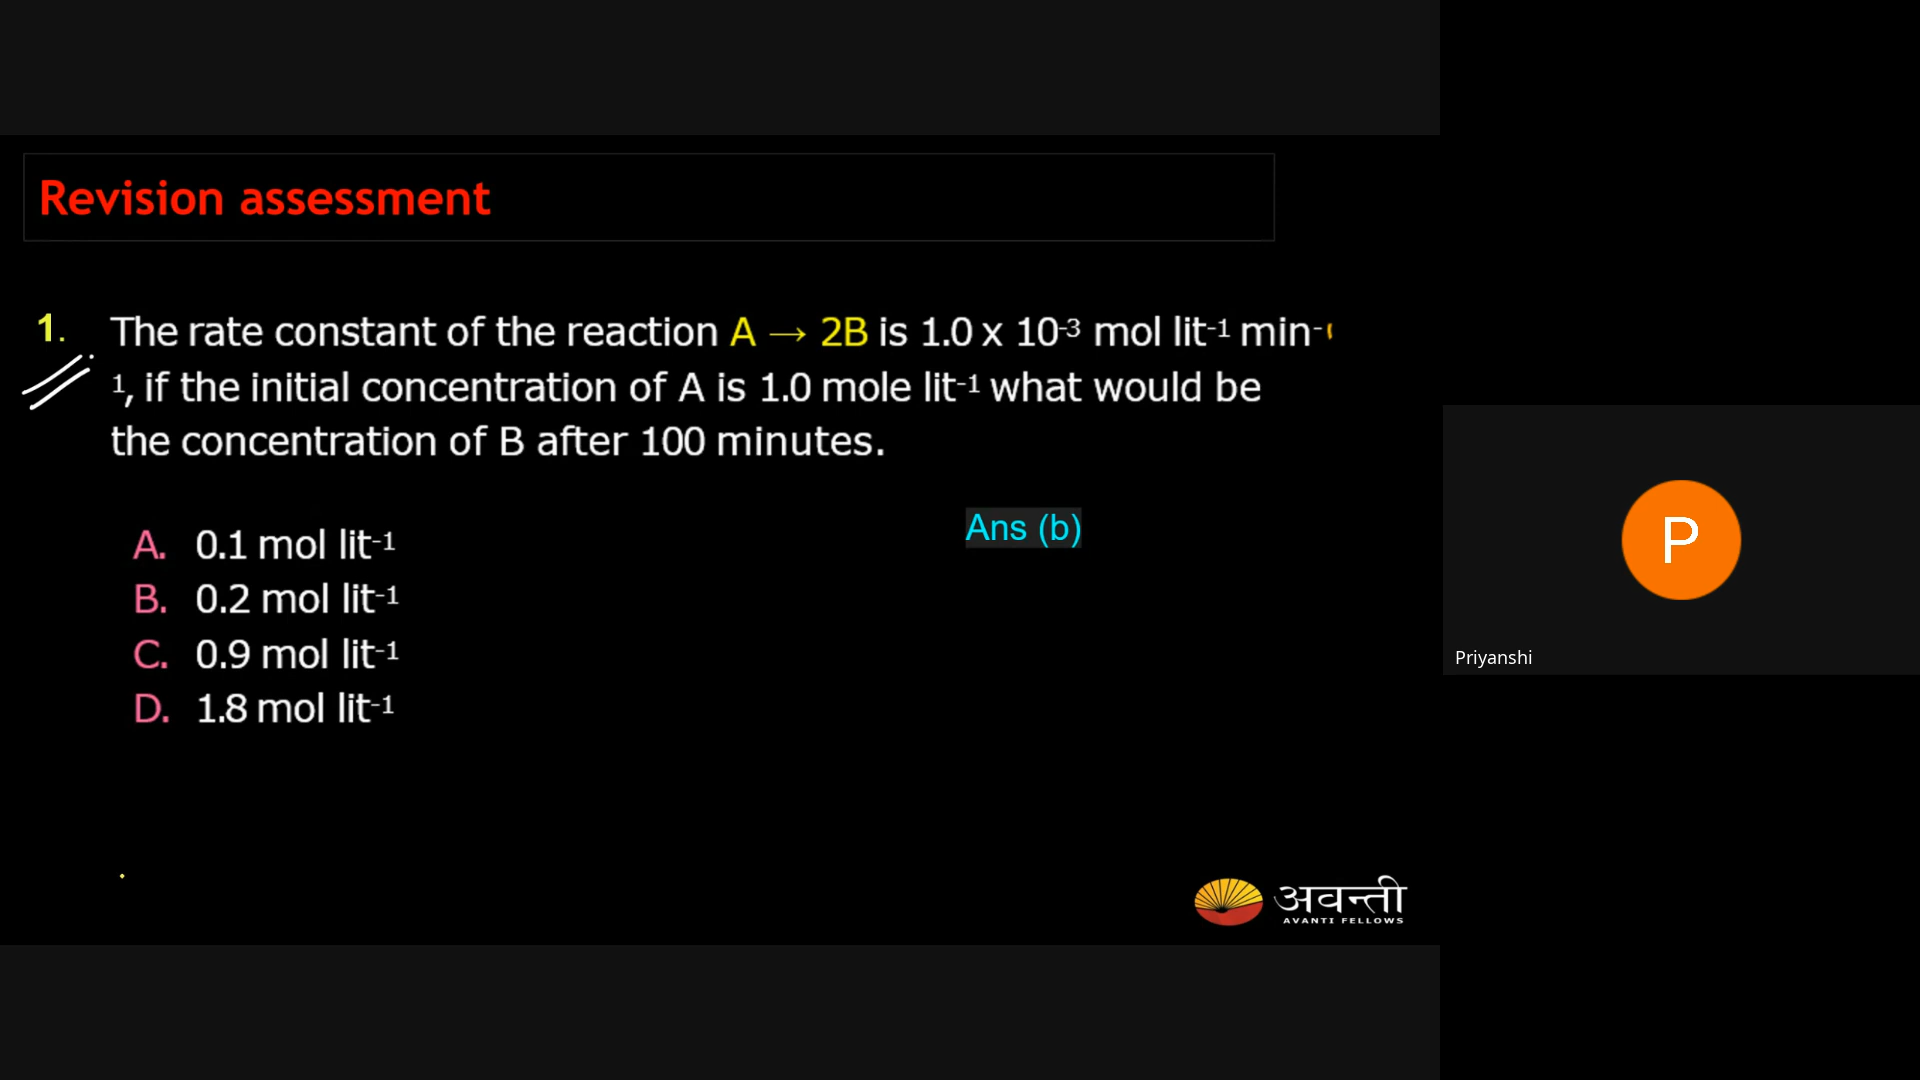 Revision assessment
1. The rate constant of the reaction A → 2B is 1.0 x 10-3 mol lit-1 min-
1, if the initial concentration of A is 1.0 mole lit-1 what would be
the concentration of B after 100 minutes.
Ans (b)
A. 0.1 mol lit-1
B. 0.2 mol lit-1
C. 0.9 mol lit-1
D. 1.8 mol lit-1
P
Priyanshi
अवन्ती
AVANTI FELLOWS